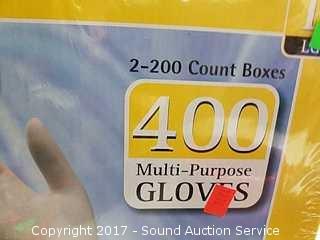 2-200 Count Boxes
400
Multi-Purpose
GLOVES
Copyright 2017 - Sound Auction Service